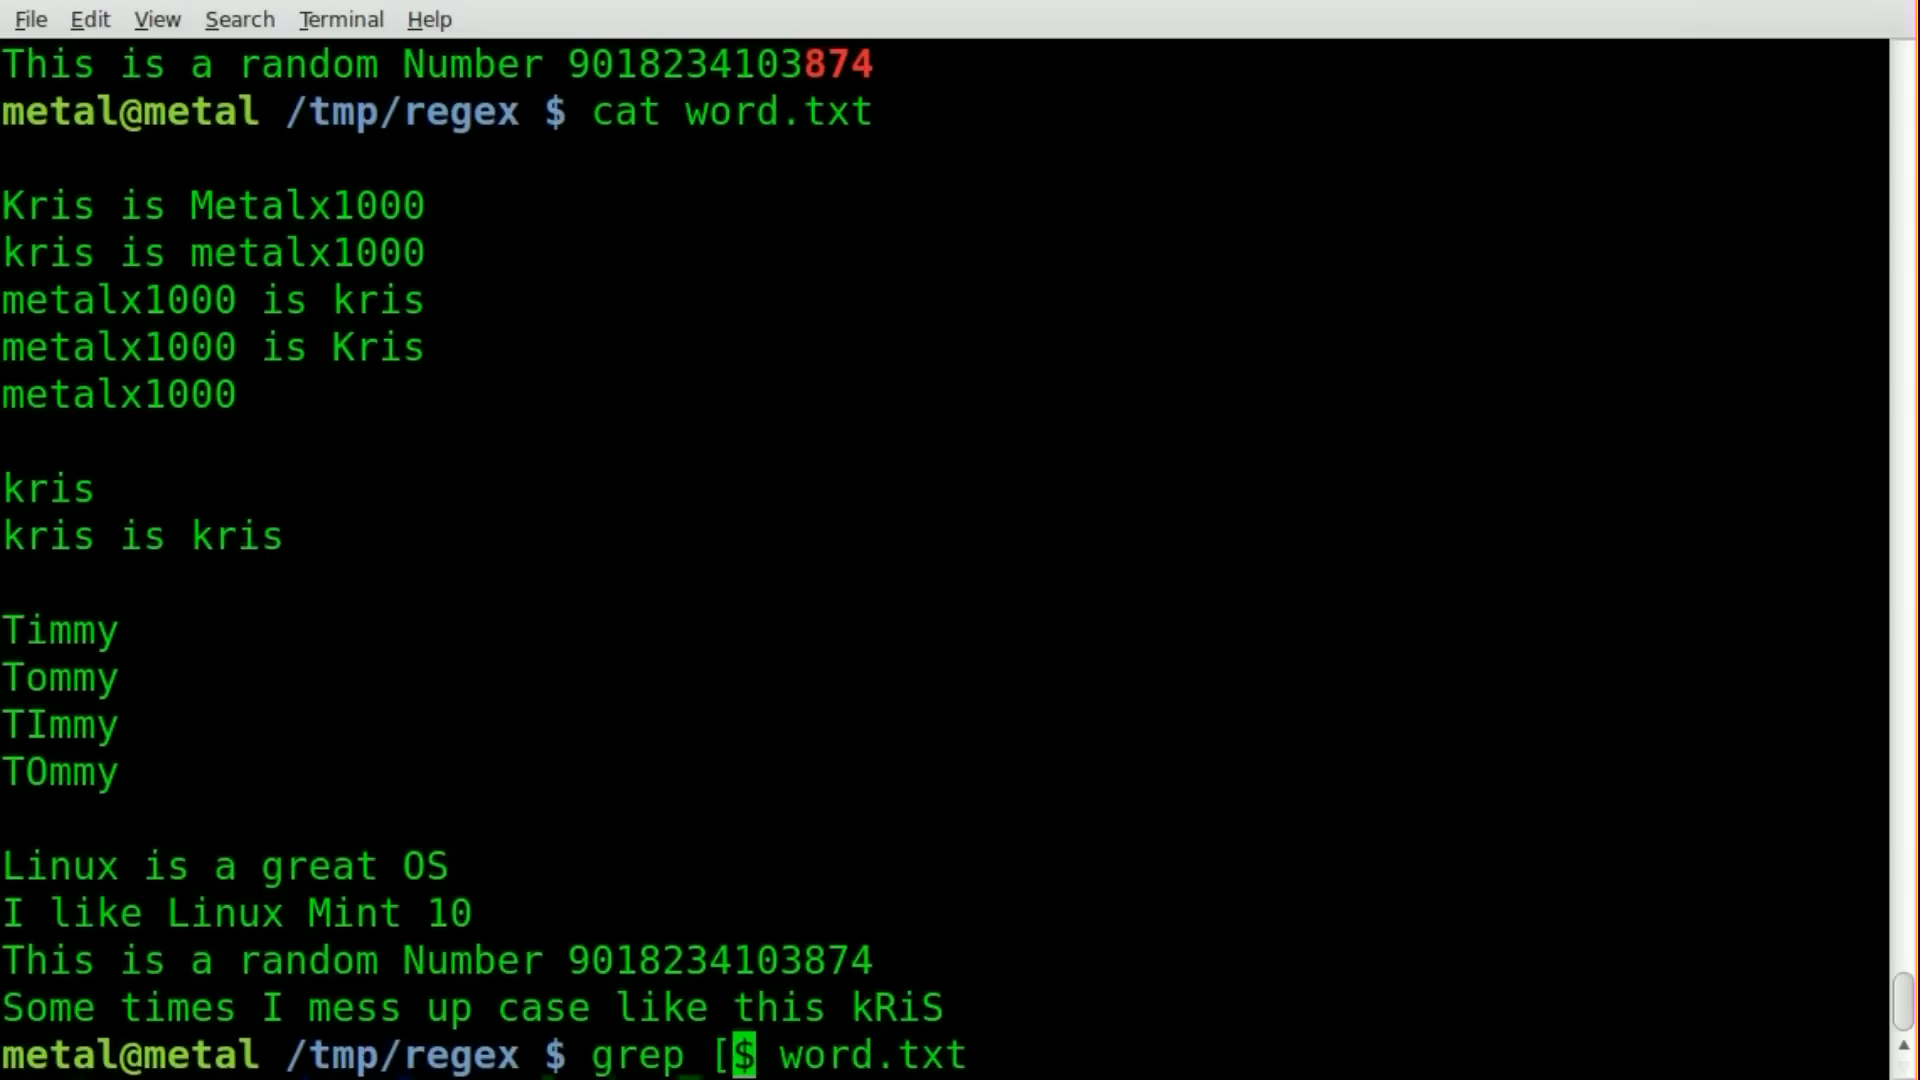 File Edit View Search Terminal Help
This is a random Number 9018234103874
metal@metal /tmp/regex $ cat word.txt
Kris is Metalx1000
kris is metalx1000
metalx1000 is kris
metalx1000 is Kris
metalx1000
kris
kris is kris
Timmy
Tommy
TImmy
TOmmy
Linux is a great OS
I like Linux Mint 10
This is a random Number 9018234103874
Some times I mess up case like this kRiS
metal@metal /tmp/regex $ grep [$ word.txt